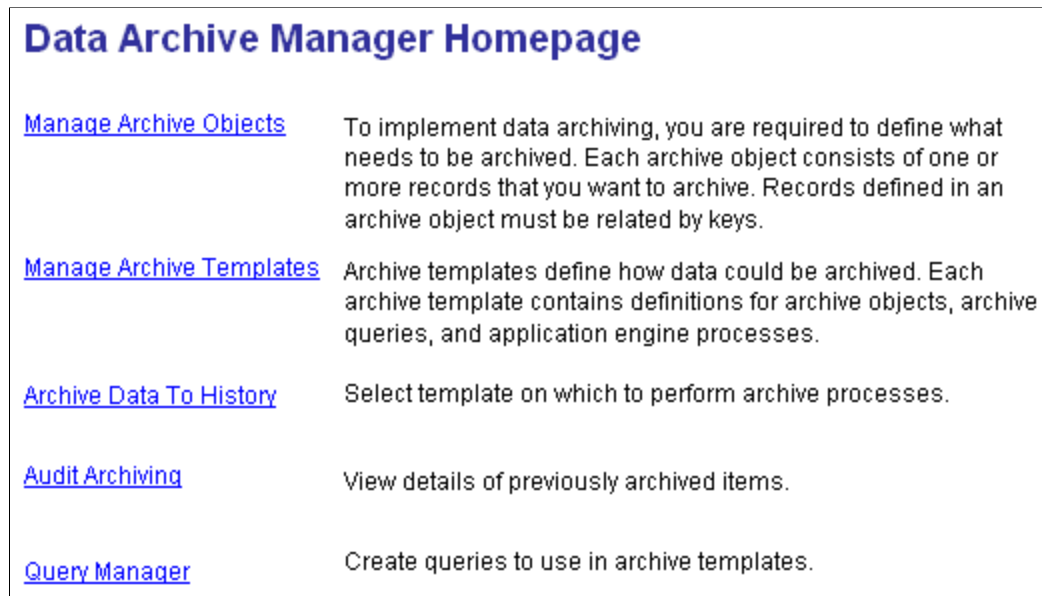 Data Archive Manager Homepage
Manage Archive Objects
To implement data archiving, you are required to define what
needs to be archived. Each archive object consists of one or
more records that you want to archive. Records defined in an
archive object must be related by keys.
Manage Archive Templates
Archive templates define how data could be archived. Each
archive template contains definitions for archive objects, archive
queries, and application engine processes.
Archive Data To History
Select template on which to perform archive processes.
Audit Archiving
View details of previously archived items.
Query Manager
Create queries to use in archive templates.